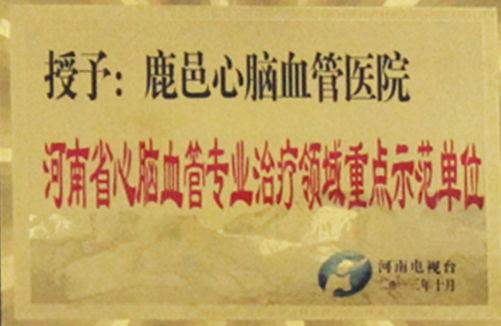 授予：鹿邑心脑血管医院
河南省心脑血管专业治疗领域重点示范单位
河南电视台
二〇一三年十月